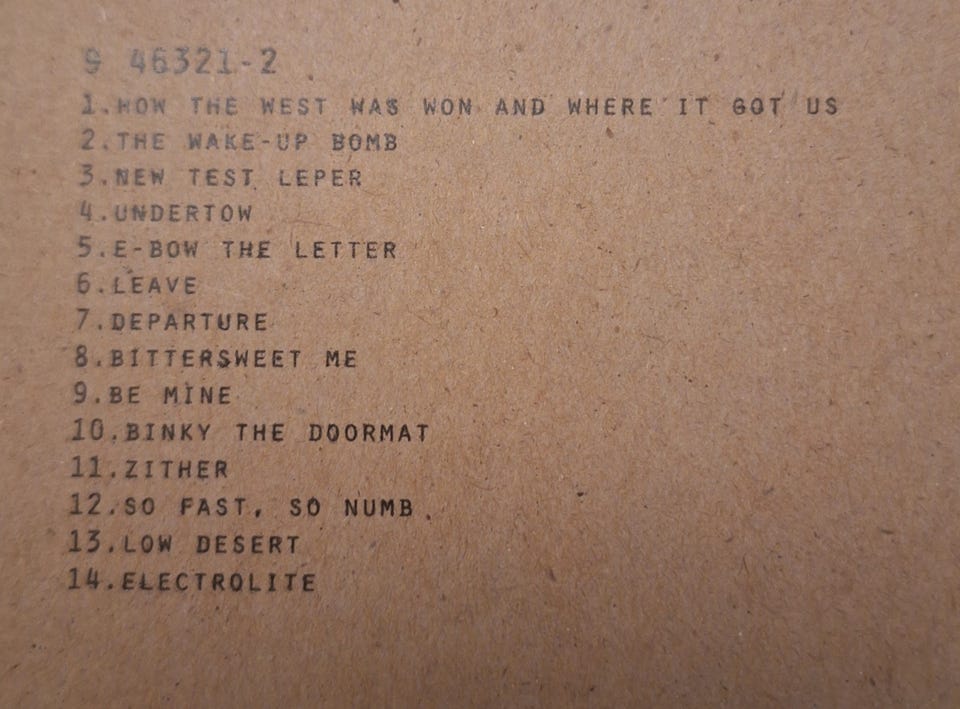 9 46321-2
1.HOW THE WEST WAS WON AND WHERE IT GOT US
2.THE WAKE-UP BOMB
3.NEW TEST LEPER
4.UNDERTOW
5.E-BOW THE LETTER
6.LEAVE
7.DEPARTURE
8.BITTERSWEET ME
9.BE MINE
10.BINKY THE DOORMAT
11.ZITHER
12.SO FAST, SO NUMB
13.LOW DESERT
14.ELECTROLITE